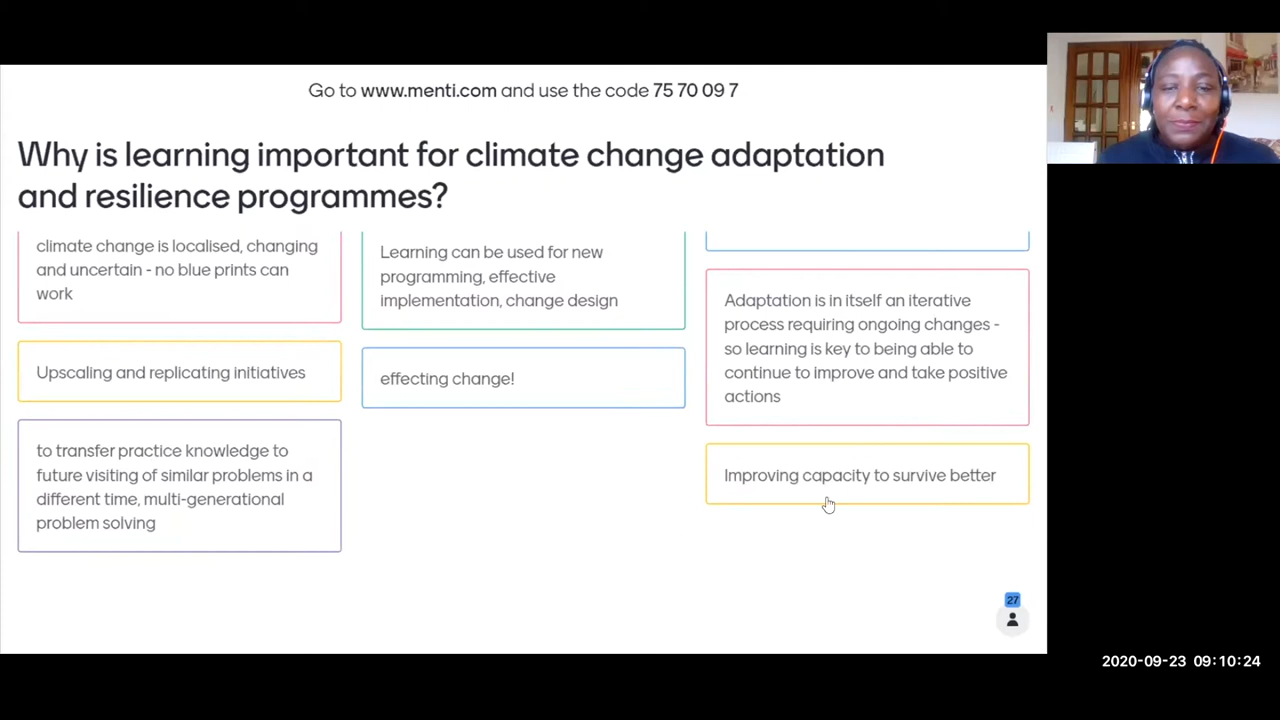 Go to www.menti.com and use the code 75 70 09 7
Why is learning important for climate change adaptation
and resilience programmes?
climate change is localised, changing
and uncertain - no blue prints can
work
Upscaling and replicating initiatives
to transfer practice knowledge to
future visiting of similar problems in a
different time, multi-generational
problem solving
Learning can be used for new
programming, effective
implementation, change design
effecting change!
Adaptation is in itself an iterative
process requiring ongoing changes -
so learning is key to being able to
continue to improve and take positive
actions
Improving capacity to survive better
27
2020-09-23 09:10:24